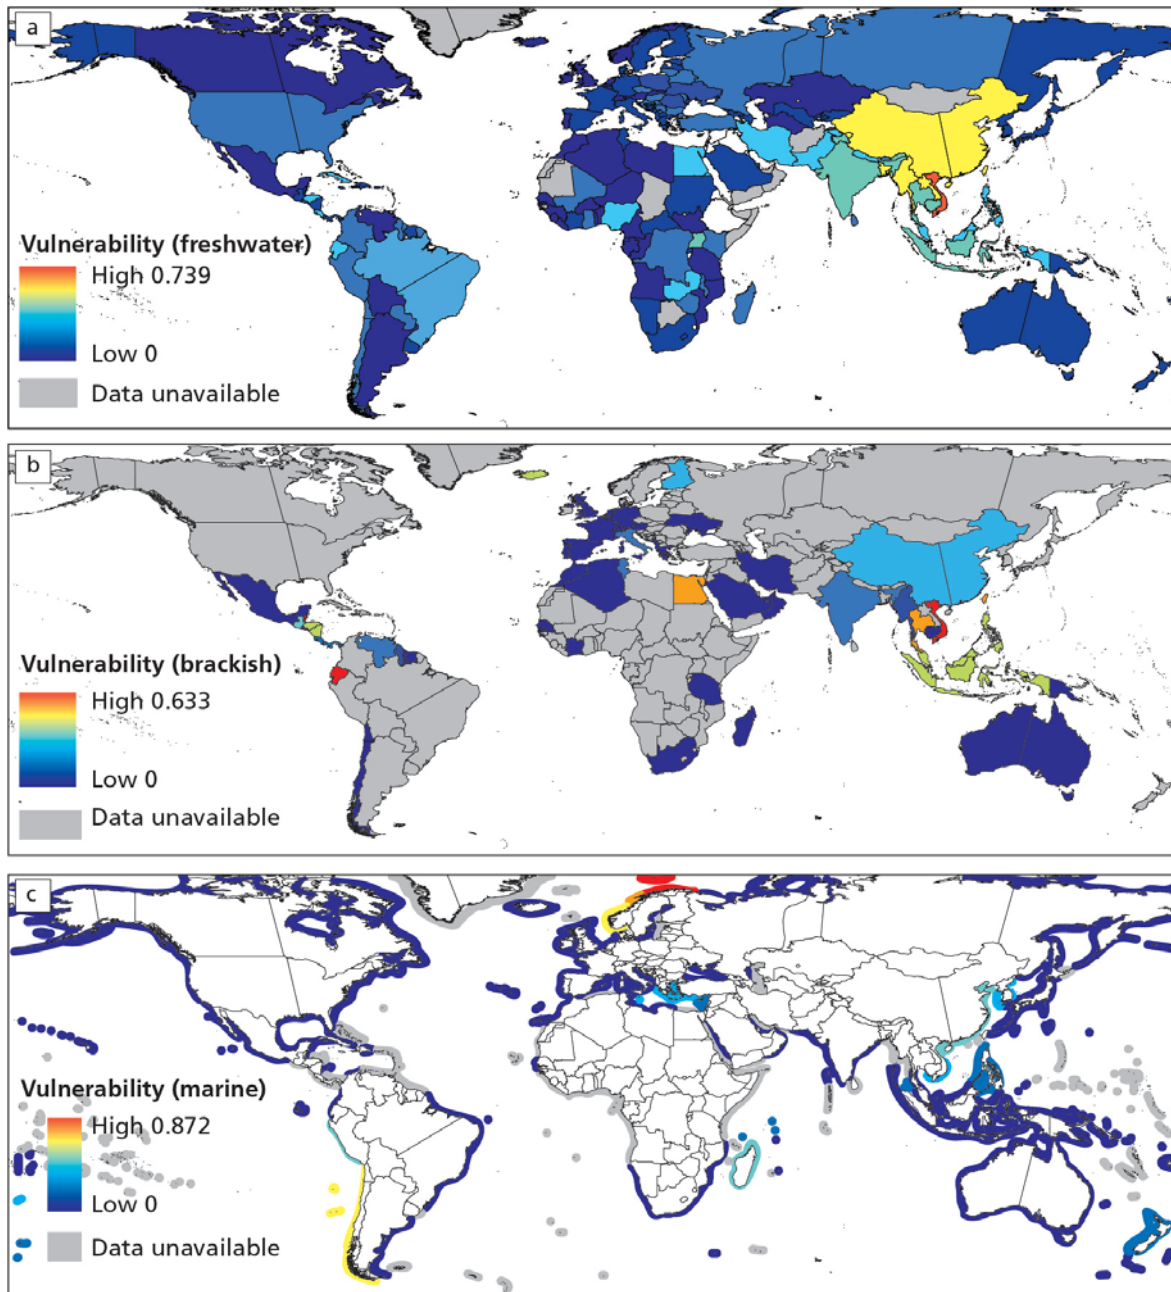 a
Vulnerability (freshwater)
High 0.739
Low 0
Data unavailable
b
Vulnerability (brackish)
High 0.633
Low 0
Data unavailable
c
Vulnerability (marine)
High 0.872
Low 0
Data unavailable